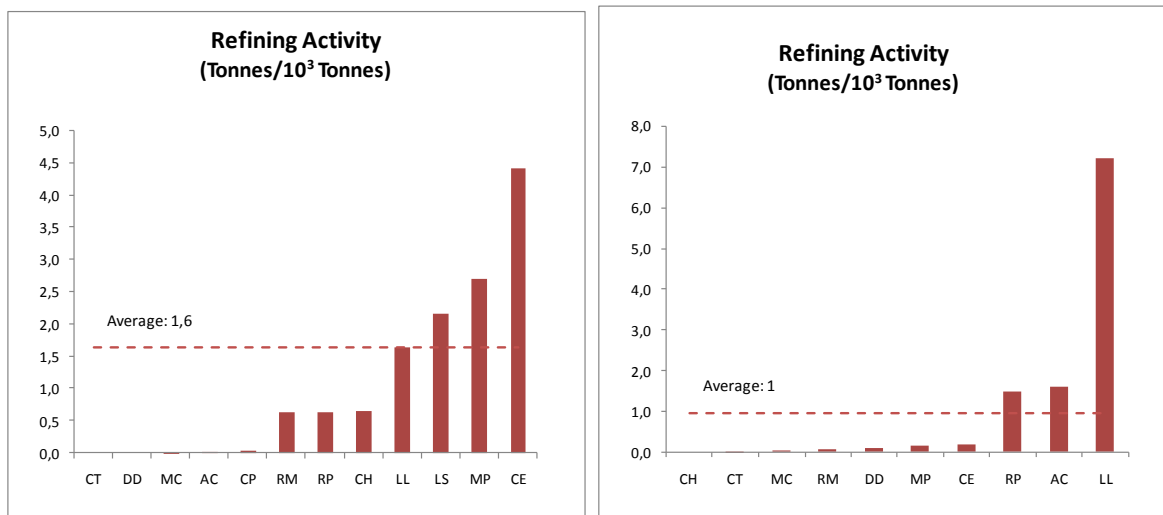 Refining Activity
(Tonnes/10³ Tonnes)
5,0
4,5
4,0
3,5
3,0
2,5
2,0
Average: 1,6
1,5
1,0
0,5
0,0
CT DD MC AC CP RM RP CH LL LS MP CE
Refining Activity
(Tonnes/10³ Tonnes)
8,0
7,0
6,0
5,0
4,0
3,0
2,0
Average: 1
1,0
0,0
CH CT MC RM DD MP CE RP AC LL